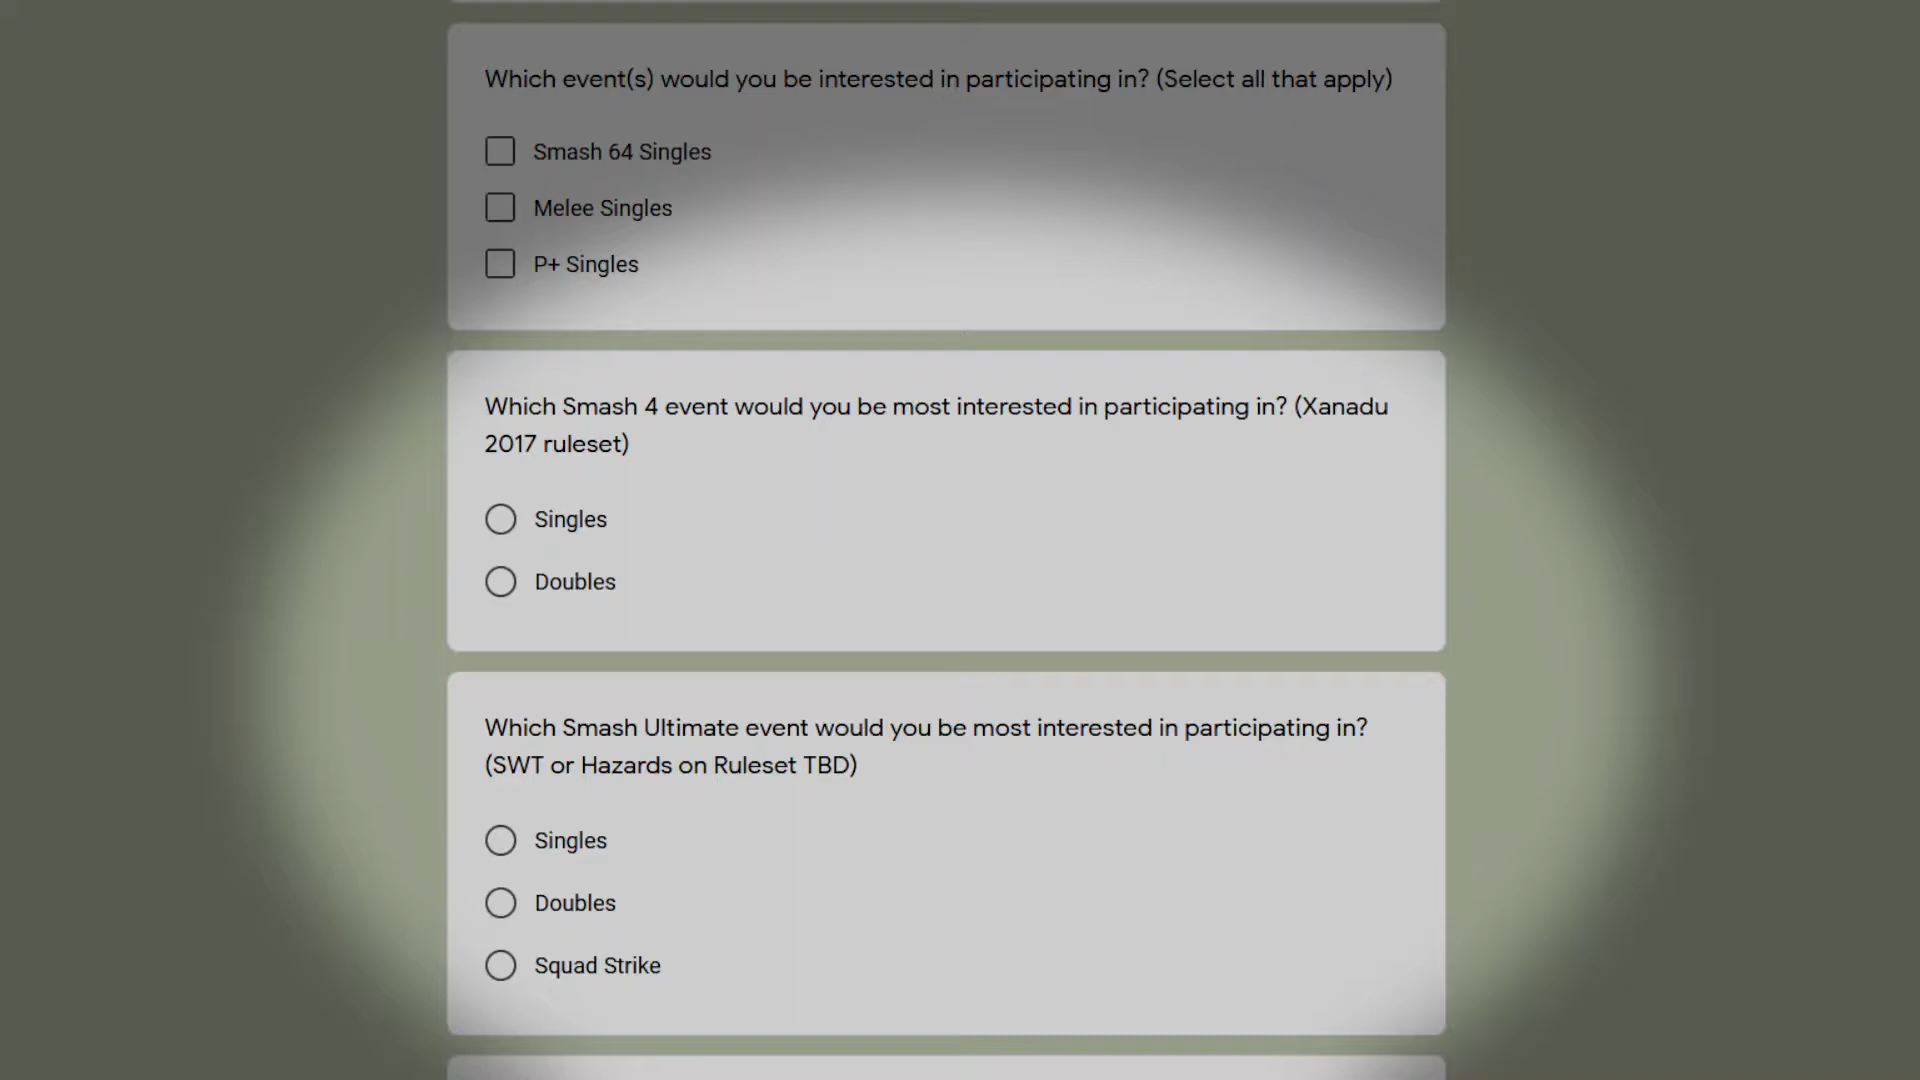 Which event(s) would you be interested in participating in? (Select all that apply)
Smash 64 Singles
Melee Singles
P+ Singles
Which Smash 4 event would you be most interested in participating in? (Xanadu
2017 ruleset)
Singles
Doubles
Which Smash Ultimate event would you be most interested in participating in?
(SWT or Hazards on Ruleset TBD)
Singles
Doubles
Squad Strike